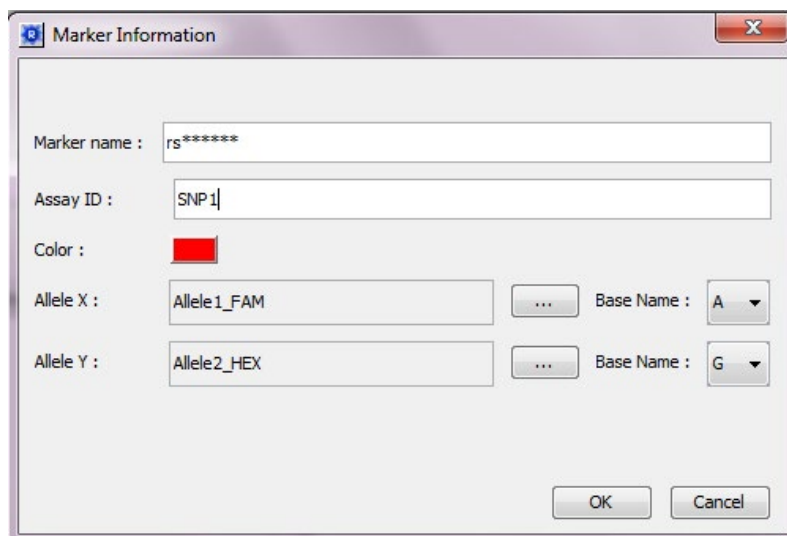 Marker Information
Marker name : rs******
Assay ID : SNP1
Color :
Allele X : Allele1_FAM ... Base Name : A
Allele Y : Allele2_HEX ... Base Name : G
OK Cancel